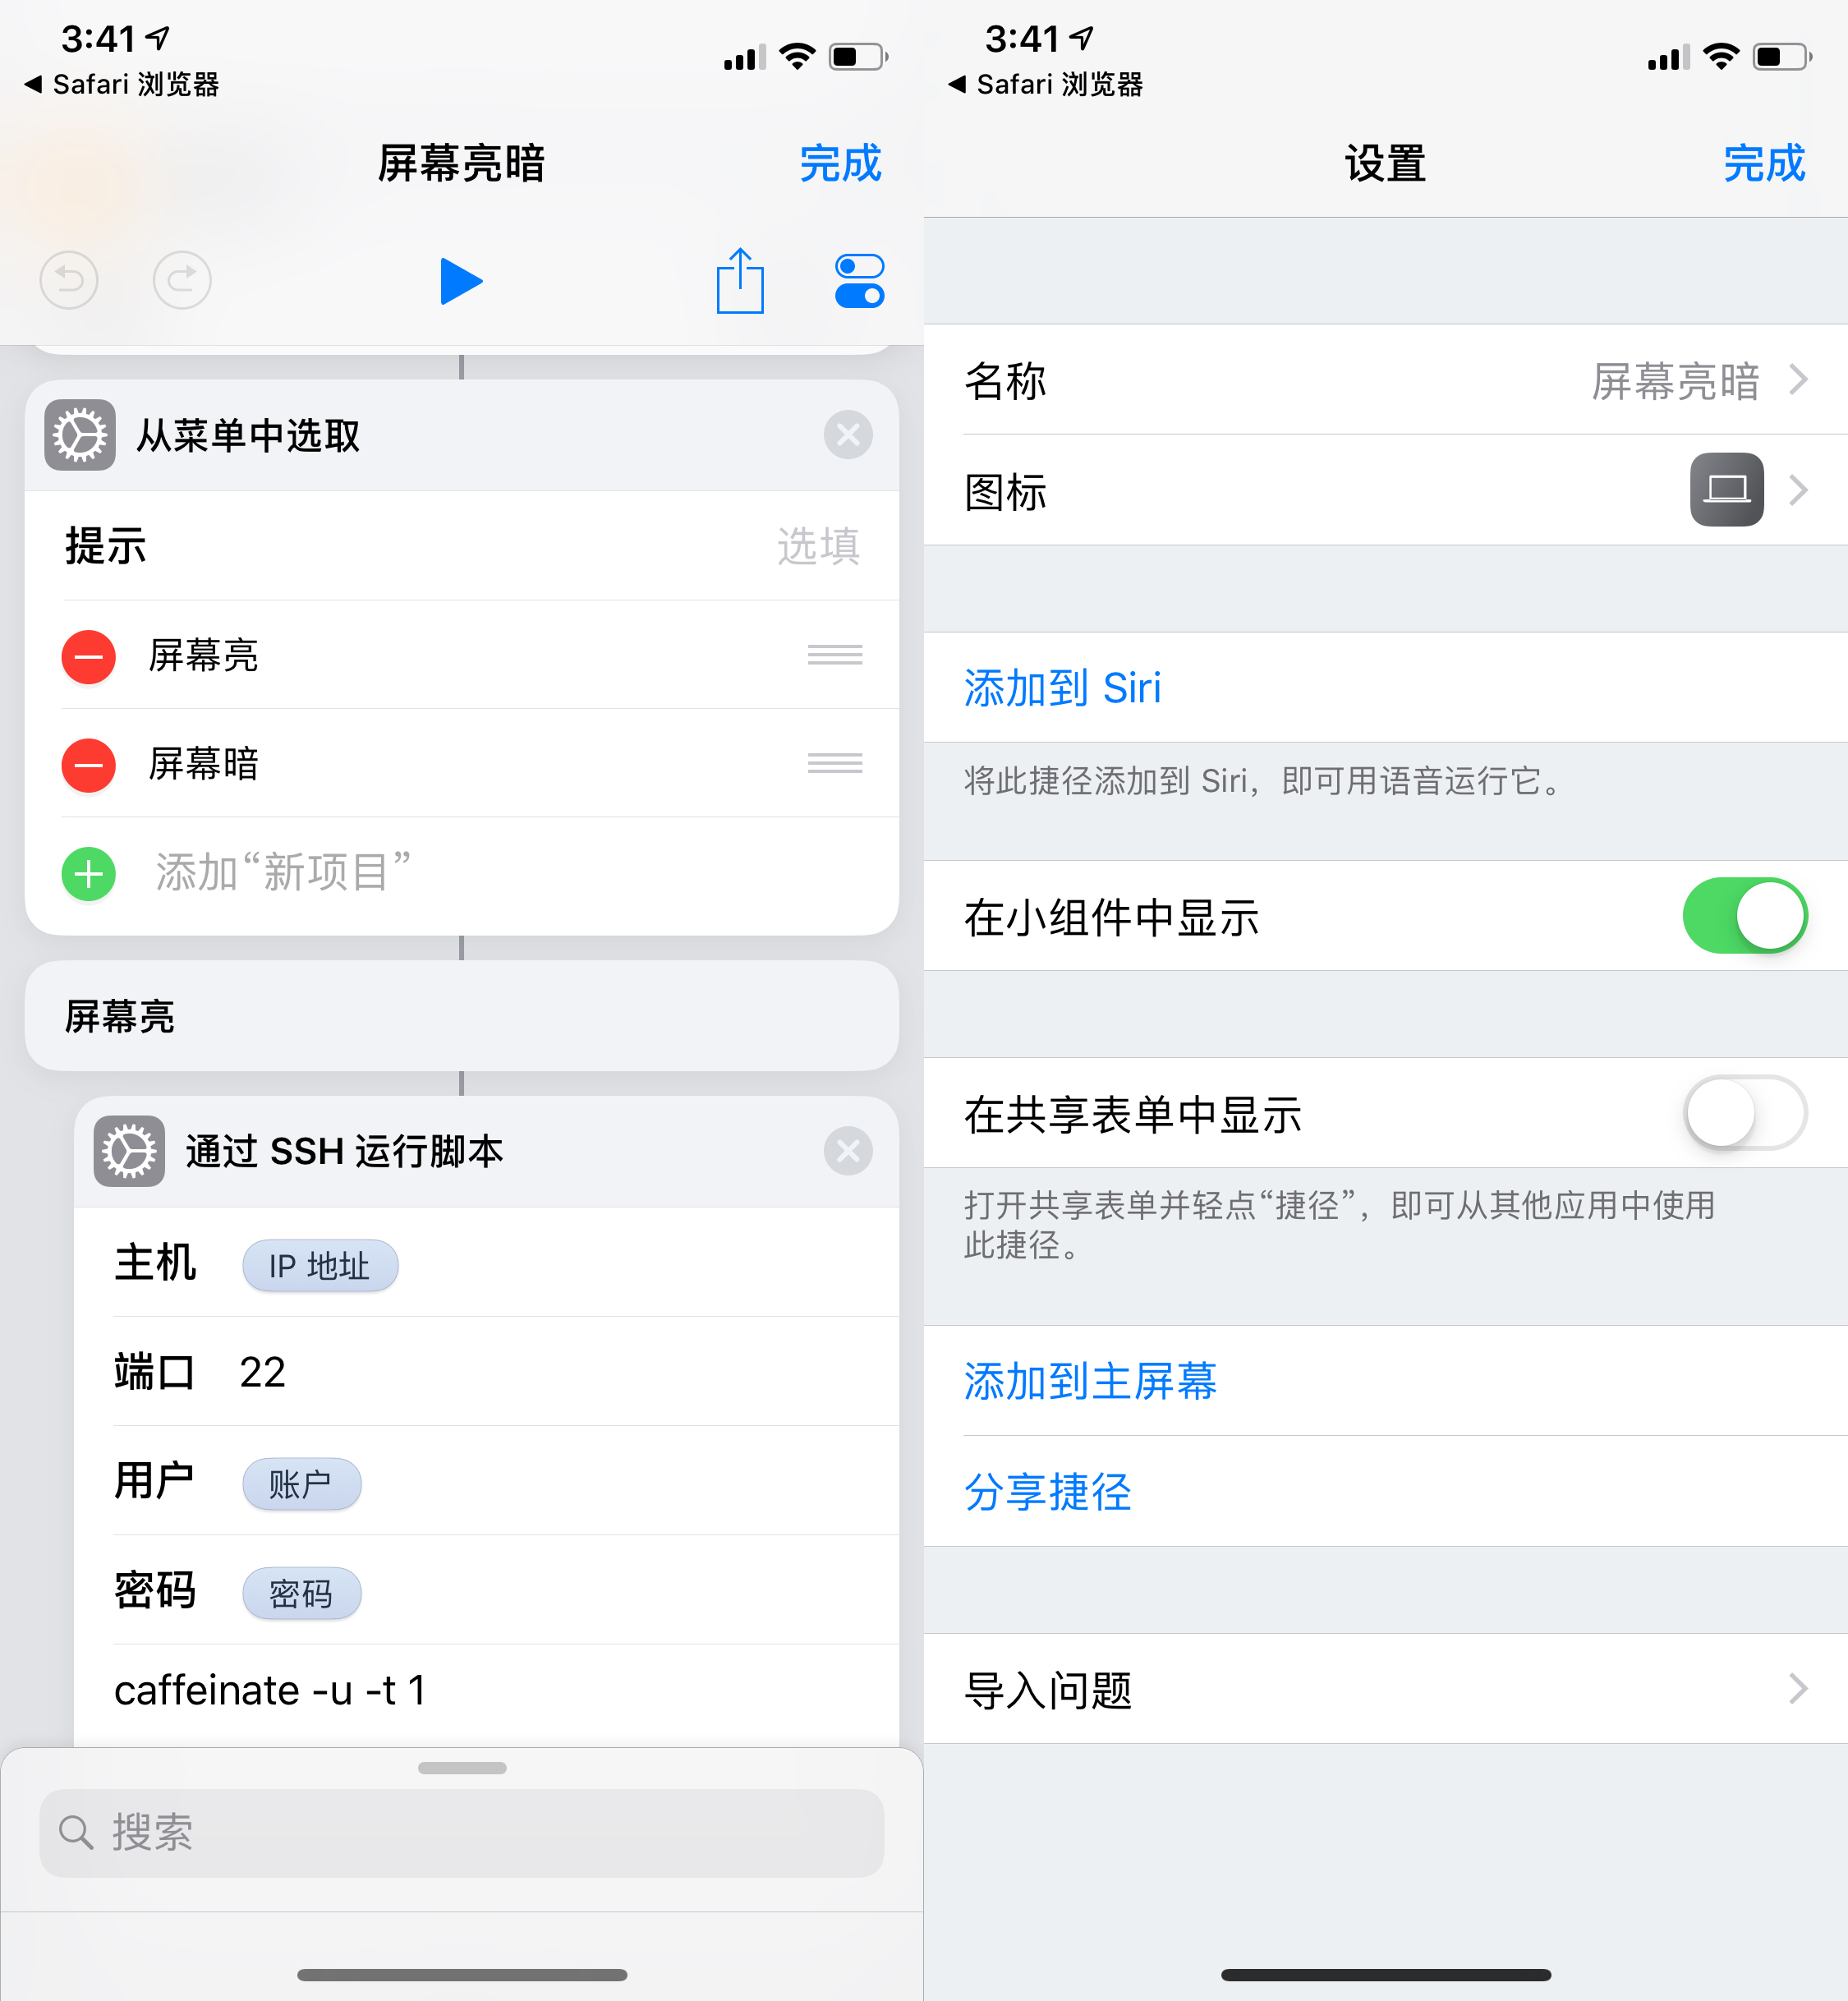 3:41
Safari 浏览器
屏幕亮暗
完成
从菜单中选取
提示
选填
屏幕亮
屏幕暗
添加“新项目”
屏幕亮
通过 SSH 运行脚本
主机
IP 地址
端口
22
用户
账户
密码
密码
caffeinate -u -t 1
搜索
3:41
Safari 浏览器
设置
完成
名称
屏幕亮暗
图标
添加到 Siri
将此捷径添加到 Siri，即可用语音运行它。
在小组件中显示
在共享表单中显示
打开共享表单并轻点“捷径”，即可从其他应用中使用
此捷径。
添加到主屏幕
分享捷径
导入问题